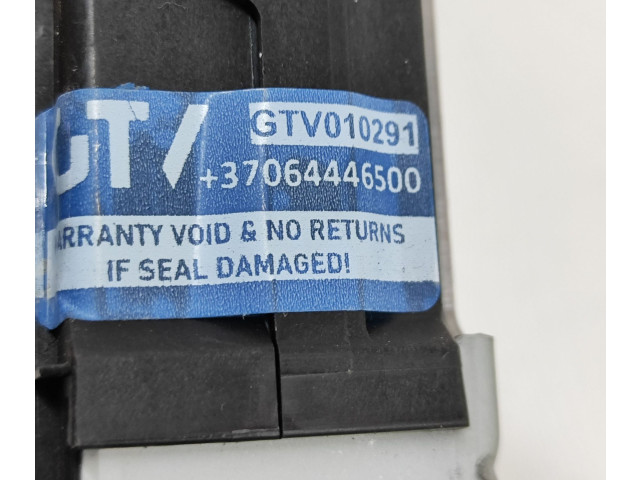 GTV
GTV010291
+37064446500
ARRANTY VOID & NO RETURNS
IF SEAL DAMAGED!